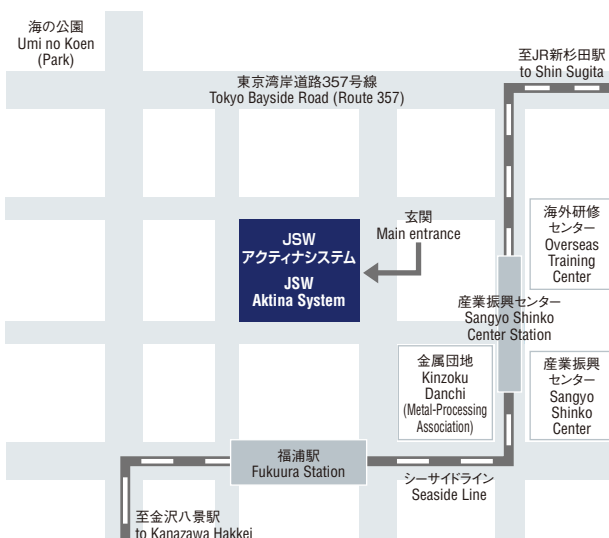 海の公園
Umi no Koen
(Park)
至JR新杉田駅
to Shin Sugita
東京湾岸道路357号線
Tokyo Bayside Road (Route 357)
玄関
Main entrance
JSW
アクティナシステム
JSW
Aktina System
海外研修
センター
Overseas
Training
Center
産業振興センター
Sangyo Shinko
Center Station
金属団地
Kinzoku
Danchi
(Metal-Processing
Association)
産業振興
センター
Sangyo
Shinko
Center
福浦駅
Fukuura Station
シーサイドライン
Seaside Line
至金沢八景駅
to Kanazawa Hakkei